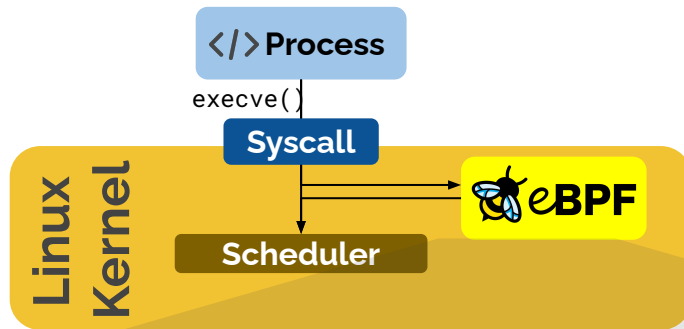 </> Process
execve()
Syscall
Linux
Kernel
eBPF
Scheduler